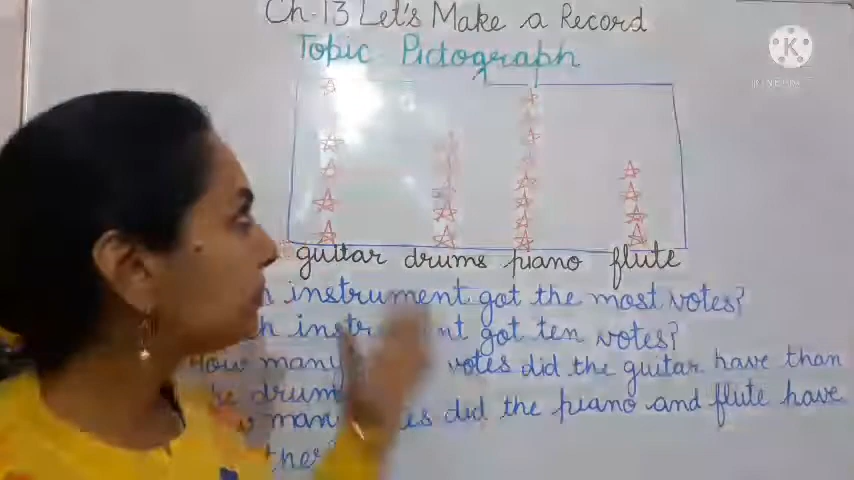 Ch-13 Let's Make a Record
Topic Pictograph
K
guitar drums piano flute
instrument got the most votes?
got ten votes?
How many votes did the guitar have than
did the piano and flute have